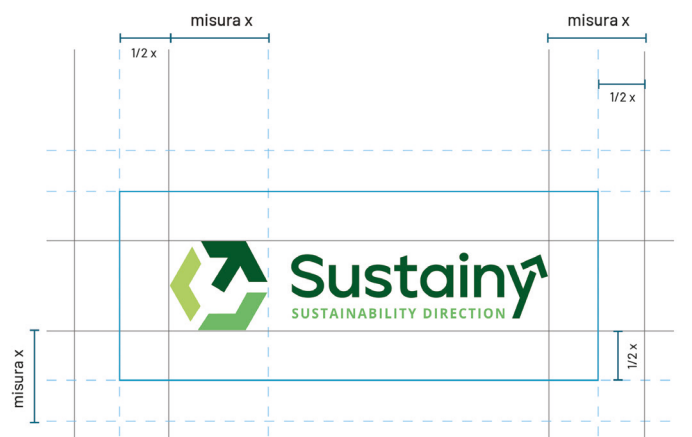 misura x
misura x
1/2 x
1/2 x
Sustainy
SUSTAINABILITY DIRECTION
misura x
1/2 x